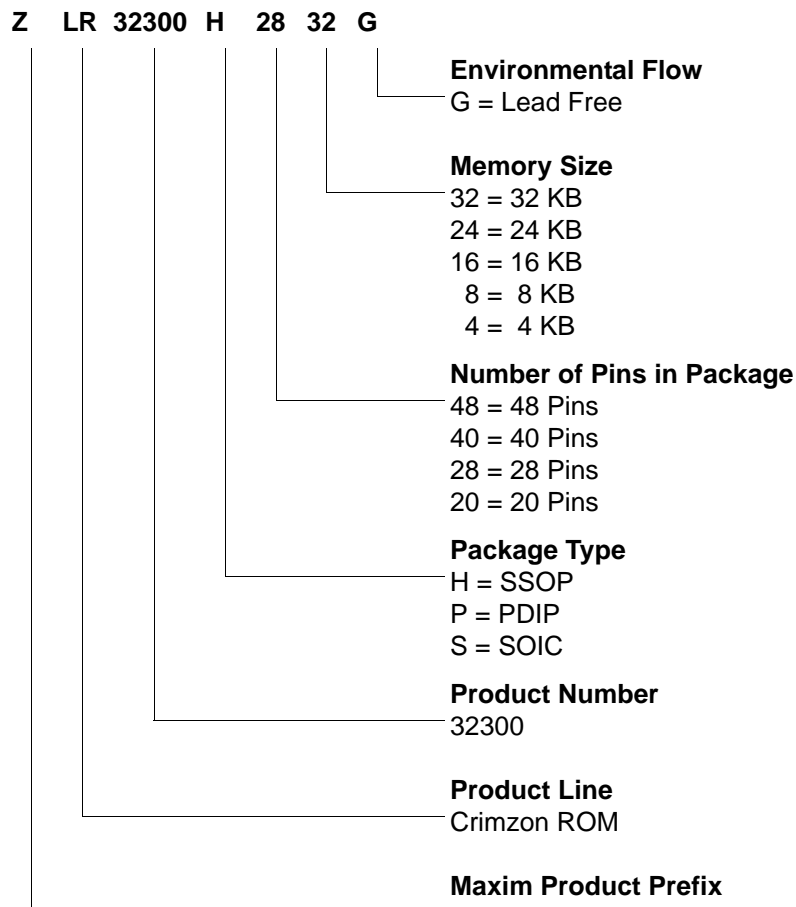 Z LR 32300 H 28 32 G
Environmental Flow
G = Lead Free
Memory Size
32 = 32 KB
24 = 24 KB
16 = 16 KB
8 = 8 KB
4 = 4 KB
Number of Pins in Package
48 = 48 Pins
40 = 40 Pins
28 = 28 Pins
20 = 20 Pins
Package Type
H = SSOP
P = PDIP
S = SOIC
Product Number
32300
Product Line
Crimzon ROM
Maxim Product Prefix